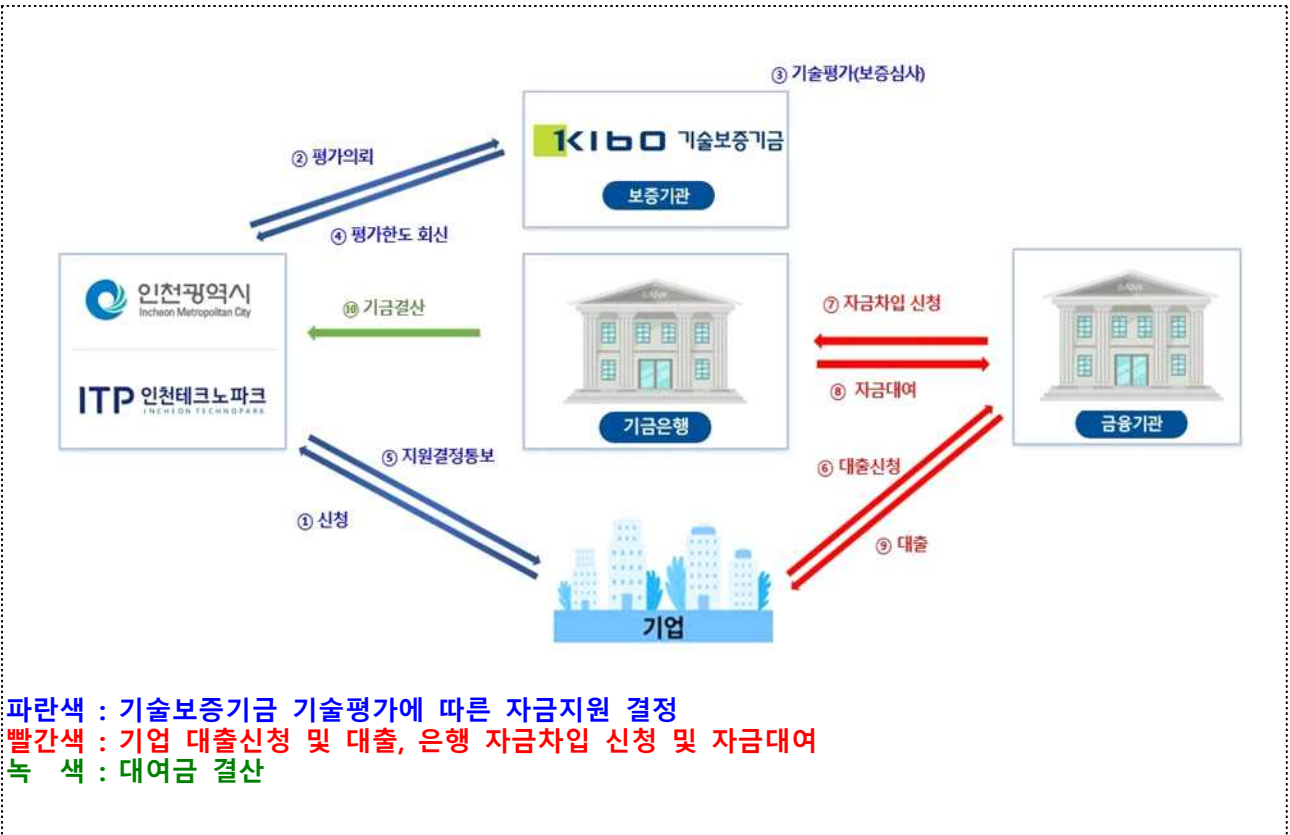 ③ 기술평가(보증심사)
KIBO 기술보증기금
② 평가의뢰
보증기관
④ 평가한도 회신
인천광역시
Incheon Metropolitan City
⑩ 기금결산
BANK
⑦ 자금차입 신청
BANK
ITP 인천테크노파크
INCHEON TECHNOPARK
⑧ 자금대여
기금은행
금융기관
⑤ 지원결정통보
⑥ 대출신청
① 신청
⑨ 대출
기업
파란색 : 기술보증기금 기술평가에 따른 자금지원 결정
빨간색 : 기업 대출신청 및 대출, 은행 자금차입 신청 및 자금대여
녹 색 : 대여금 결산